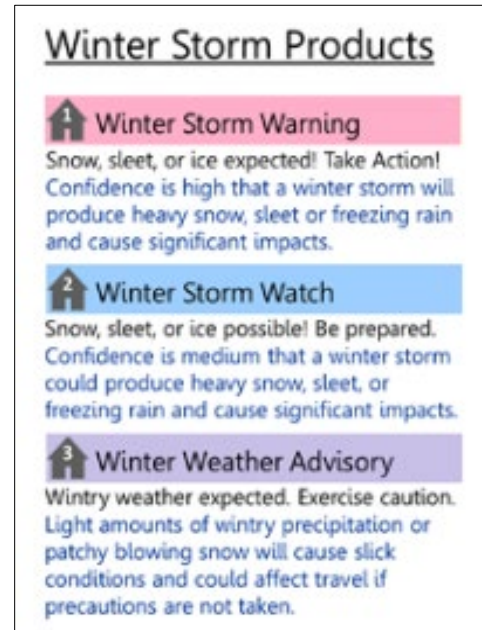 Winter Storm Products
1 Winter Storm Warning
Snow, sleet, or ice expected! Take Action!
Confidence is high that a winter storm will
produce heavy snow, sleet or freezing rain
and cause significant impacts.
2 Winter Storm Watch
Snow, sleet, or ice possible! Be prepared.
Confidence is medium that a winter storm
could produce heavy snow, sleet, or
freezing rain and cause significant impacts.
3 Winter Weather Advisory
Wintry weather expected. Exercise caution.
Light amounts of wintry precipitation or
patchy blowing snow will cause slick
conditions and could affect travel if
precautions are not taken.